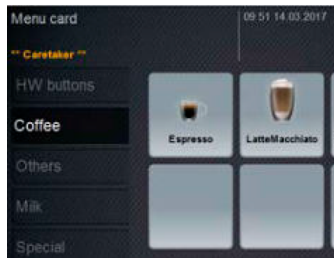 Menu card
09 51 14.03.2017
** Caretaker **
HW buttons
Coffee
Espresso
LatteMacchiato
Others
Milk
Special